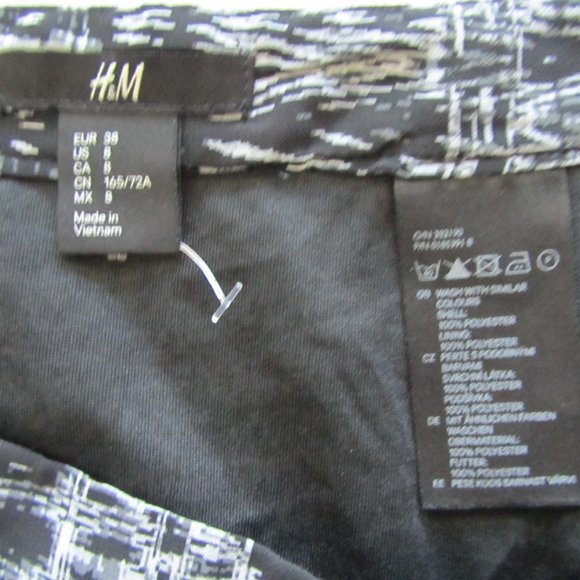 H&M
EUR 38
US 8
CA 8
CN 165/72A
MX 8
Made in
Vietnam
GB WASH WITH SIMILAR
COLOURS
SHELL:
100% POLYESTER
LINING:
100% POLYESTER
CZ PERTE S PODOBNÝMI
BARVAMI
SVRCHNÍ LÁTKA:
100% POLYESTER
PODŠÍVKA:
100% POLYESTER
DE MIT ÄHNLICHEN FARBEN
WASCHEN
OBERMATERIAL:
100% POLYESTER
FUTTER:
100% POLYESTER
EE PESE KOOS SARNAST VÄRVI